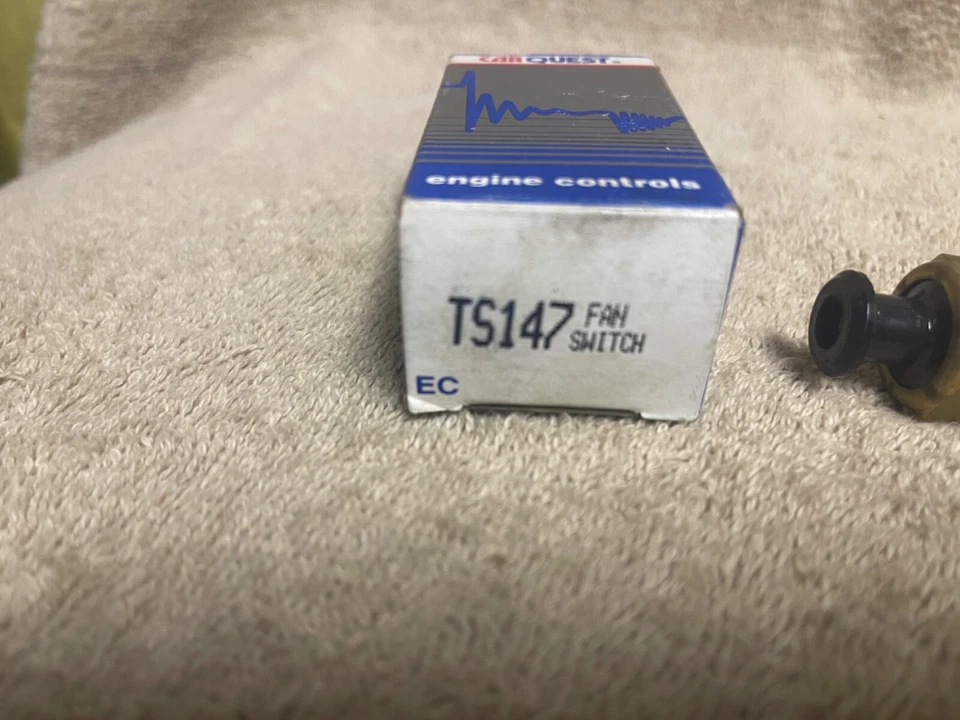 CARQUEST®
engine controls
TS147 FAN
SWITCH
EC